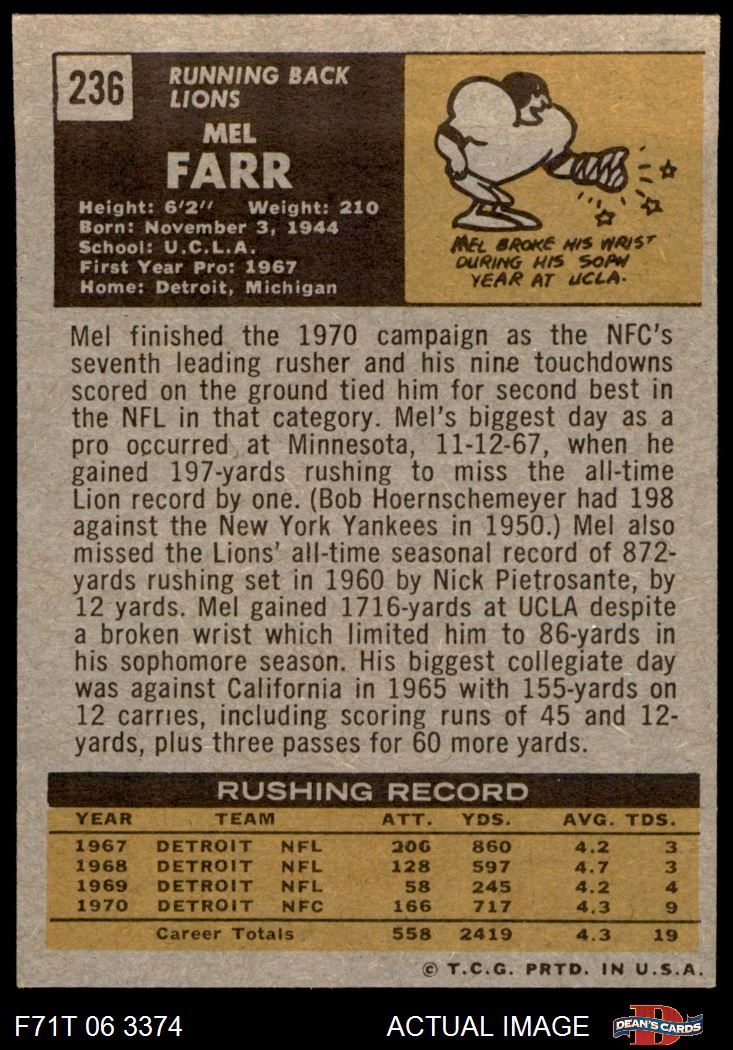 236
RUNNING BACK
LIONS
MEL
FARR
Height: 6'2" Weight: 210
Born: November 3, 1944
School: U.C.L.A.
First Year Pro: 1967
Home: Detroit, Michigan
MEL BROKE HIS WRIST
DURING HIS SOPH
YEAR AT UCLA.
Mel finished the 1970 campaign as the NFC's
seventh leading rusher and his nine touchdowns
scored on the ground tied him for second best in
the NFL in that category. Mel's biggest day as a
pro occurred at Minnesota, 11-12-67, when he
gained 197-yards rushing to miss the all-time
Lion record by one. (Bob Hoernschemeyer had 198
against the New York Yankees in 1950.) Mel also
missed the Lions' all-time seasonal record of 872-
yards rushing set in 1960 by Nick Pietrosante, by
12 yards. Mel gained 1716-yards at UCLA despite
a broken wrist which limited him to 86-yards in
his sophomore season. His biggest collegiate day
was against California in 1965 with 155-yards on
12 carries, including scoring runs of 45 and 12-
yards, plus three passes for 60 more yards.
RUSHING RECORD
YEAR TEAM ATT. YDS. AVG. TDS.
1967 DETROIT NFL 206 860 4.2 3
1968 DETROIT NFL 128 597 4.7 3
1969 DETROIT NFL 58 245 4.2 4
1970 DETROIT NFC 166 717 4.3 9
Career Totals 558 2419 4.3 19
© T.C.G. PRTD. IN U.S.A.
F71T 06 3374 ACTUAL IMAGE D DEAN'S CARDS